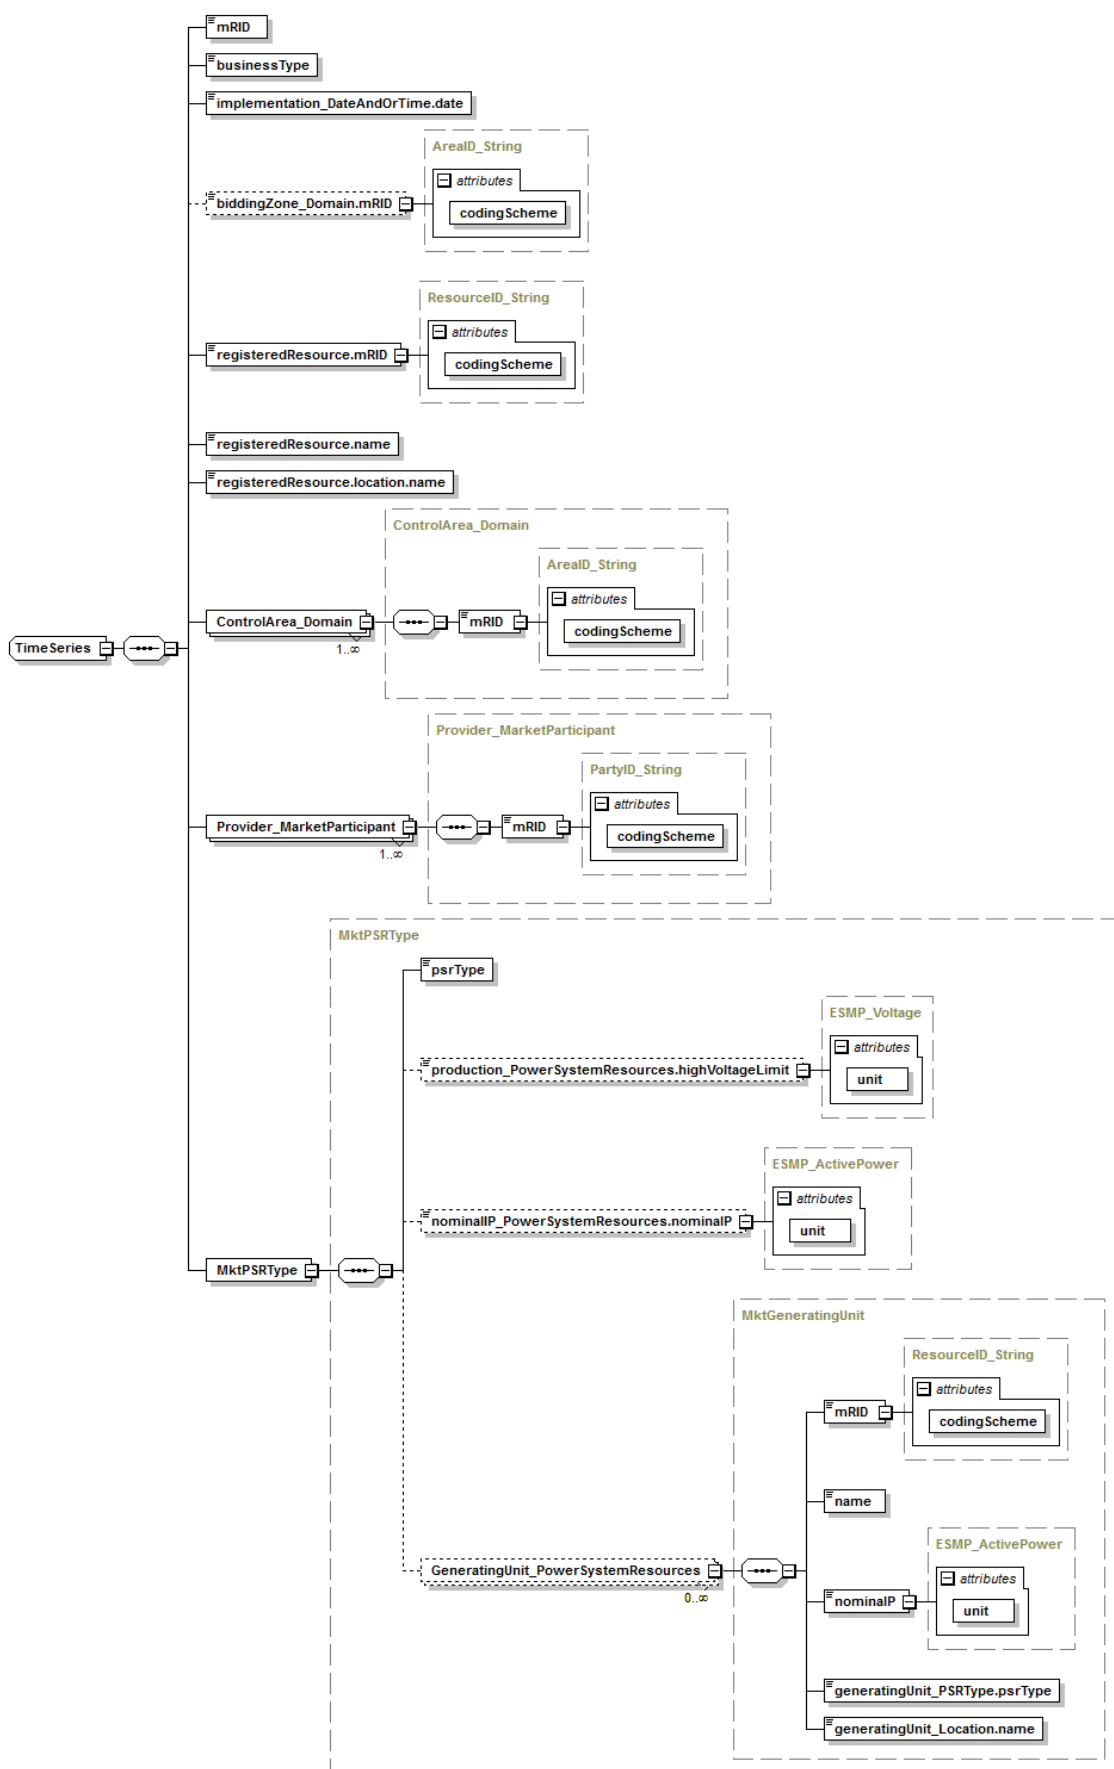 mRID
businessType
implementation_DateAndOrTime.date
AreaID_String
attributes
biddingZone_Domain.mRID
codingScheme
ResourceID_String
attributes
registeredResource.mRID
codingScheme
registeredResource.name
registeredResource.location.name
ControlArea_Domain
AreaID_String
attributes
ControlArea_Domain
mRID
codingScheme
TimeSeries
1..∞
Provider_MarketParticipant
PartyID_String
attributes
Provider_MarketParticipant
mRID
codingScheme
1..∞
MktPSRType
psrType
ESMP_Voltage
attributes
production_PowerSystemResources.highVoltageLimit
unit
ESMP_ActivePower
attributes
nominalIP_PowerSystemResources.nominalP
unit
MktPSRType
MktGeneratingUnit
ResourceID_String
attributes
mRID
codingScheme
name
ESMP_ActivePower
GeneratingUnit_PowerSystemResources
attributes
0..∞
nominalP
unit
generatingUnit_PSRType.psrType
generatingUnit_Location.name